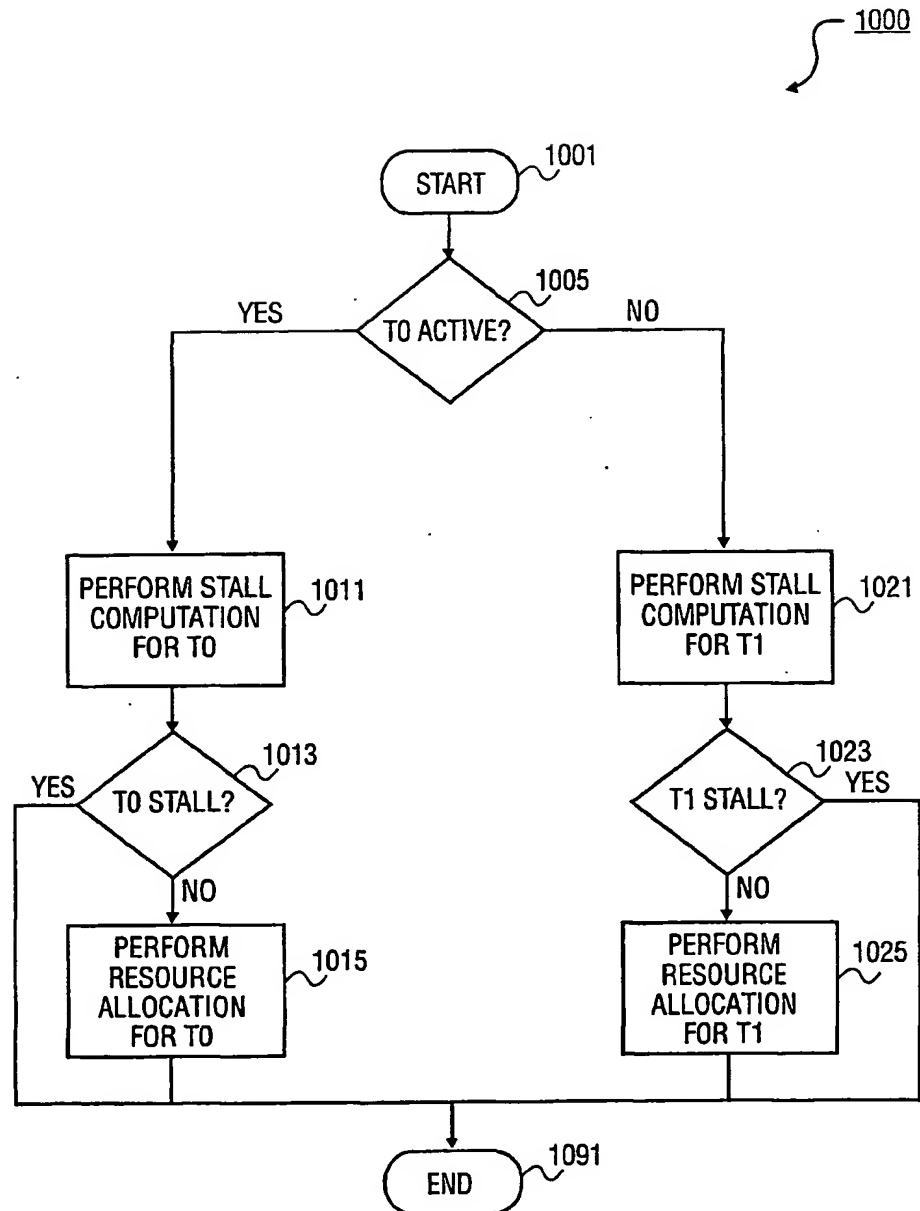 1000
START
1001
T0 ACTIVE?
1005
YES
NO
PERFORM STALL
COMPUTATION
FOR T0
1011
PERFORM STALL
COMPUTATION
FOR T1
1021
T0 STALL?
1013
YES
NO
T1 STALL?
1023
YES
NO
PERFORM
RESOURCE
ALLOCATION
FOR T0
1015
PERFORM
RESOURCE
ALLOCATION
FOR T1
1025
END
1091